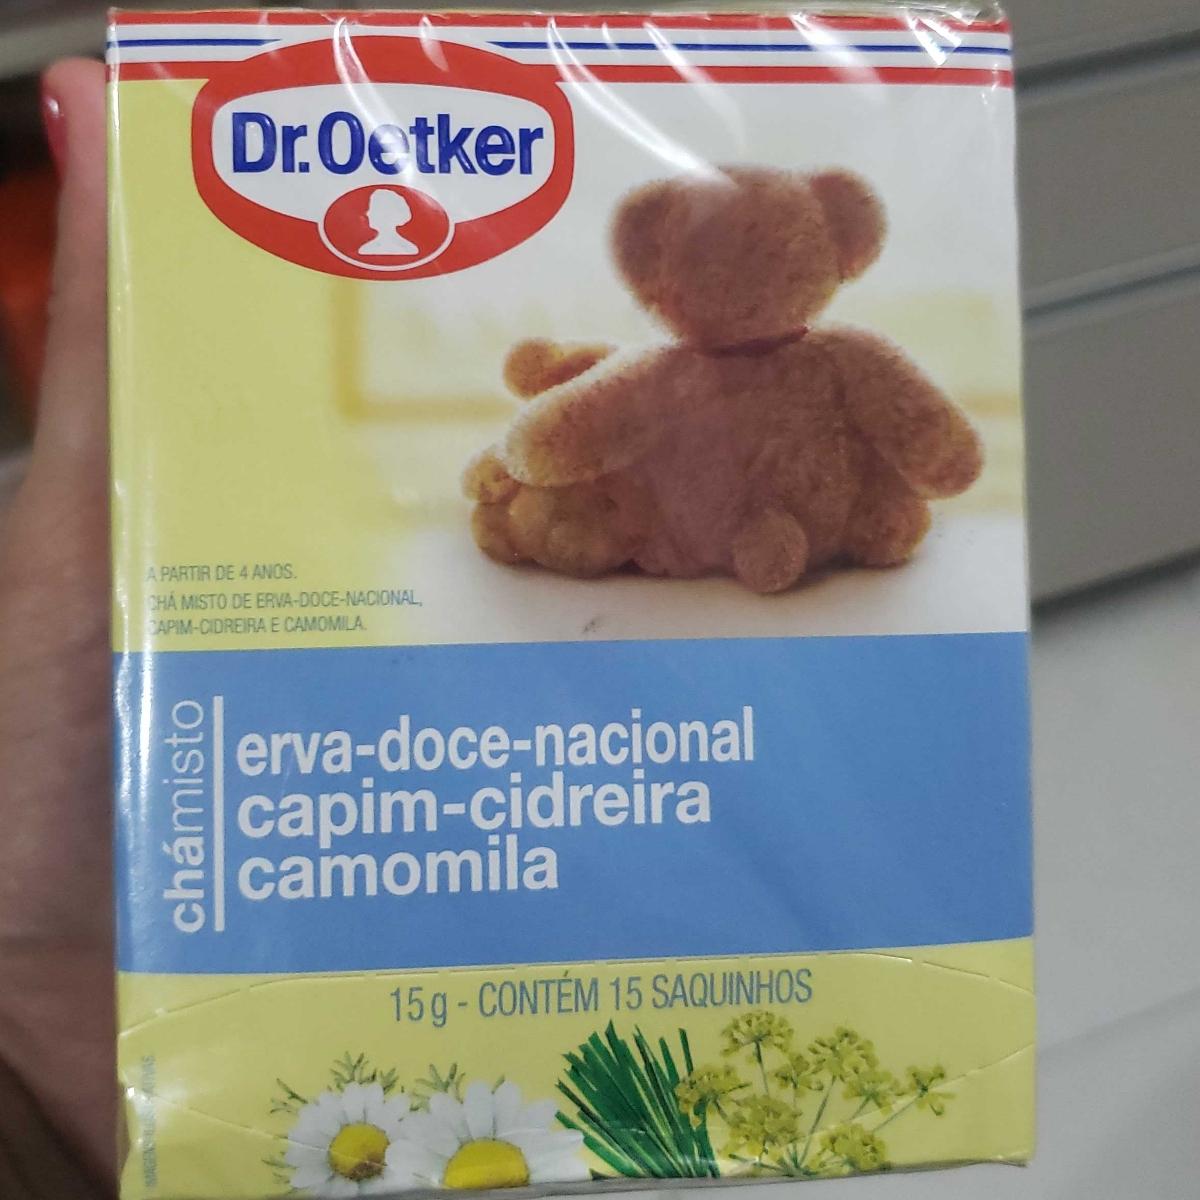 Dr.Oetker
A PARTIR DE 4 ANOS.
CHÁ MISTO DE ERVA-DOCE-NACIONAL,
CAPIM-CIDREIRA E CAMOMILA.
chámisto
erva-doce-nacional
capim-cidreira
camomila
15 g - CONTÉM 15 SAQUINHOS